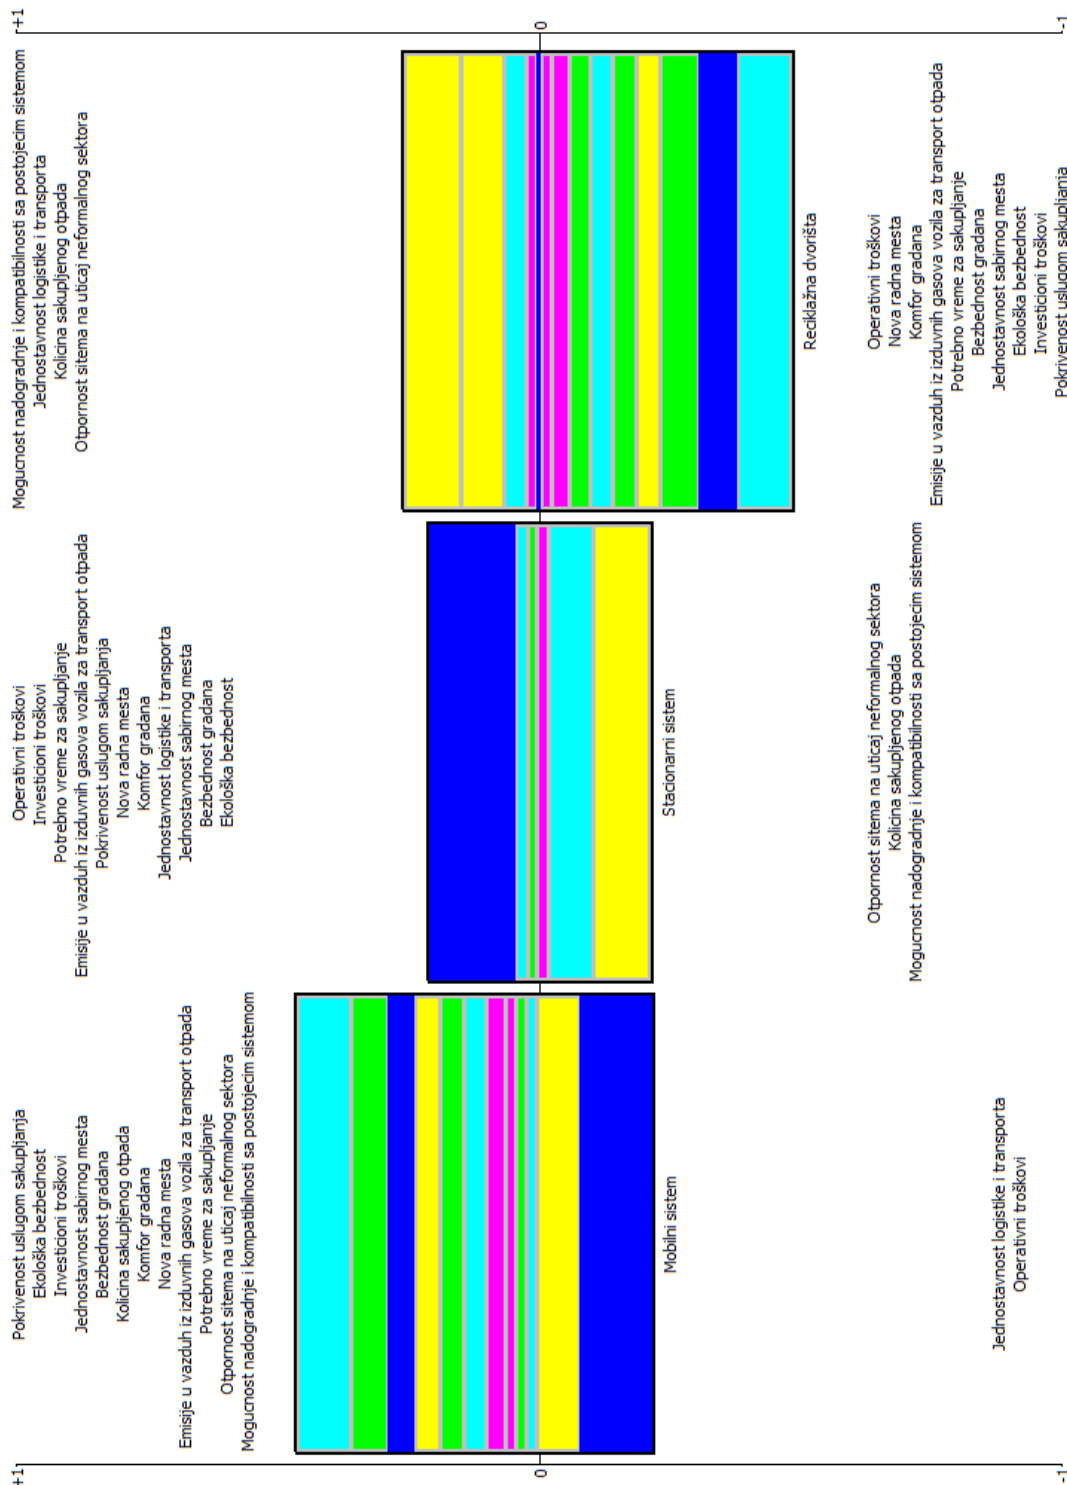 +1
0
-1
Pokrivenost uslugom sakupljanja
Ekološka bezbednost
Investicioni troškovi
Jednostavnost sabirnog mesta
Bezbednost gradana
Kolicina sakupljenog otpada
Komfor gradana
Nova radna mesta
Emisije u vazduh iz izduvnih gasova vozila za transport otpada
Potrebno vreme za sakupljanje
Otpornost sitema na uticaj neformalnog sektora
Mogucnost nadogradnje i kompatibilnosti sa postojecim sistemom
Mobilni sistem
Jednostavnost logistike i transporta
Operativni troškovi
Operativni troškovi
Investicioni troškovi
Potrebno vreme za sakupljanje
Emisije u vazduh iz izduvnih gasova vozila za transport otpada
Pokrivenost uslugom sakupljanja
Nova radna mesta
Komfor gradana
Jednostavnost logistike i transporta
Jednostavnost sabirnog mesta
Bezbednost gradana
Ekološka bezbednost
Stacionarni sistem
Otpornost sitema na uticaj neformalnog sektora
Kolicina sakupljenog otpada
Mogucnost nadogradnje i kompatibilnosti sa postojecim sistemom
Mogucnost nadogradnje i kompatibilnosti sa postojecim sistemom
Jednostavnost logistike i transporta
Kolicina sakupljenog otpada
Otpornost sitema na uticaj neformalnog sektora
Reciklažna dvorišta
Operativni troškovi
Nova radna mesta
Komfor gradana
Emisije u vazduh iz izduvnih gasova vozila za transport otpada
Potrebno vreme za sakupljanje
Bezbednost gradana
Jednostavnost sabirnog mesta
Ekološka bezbednost
Investicioni troškovi
Pokrivenost uslugom sakupljanja
+1
0
-1